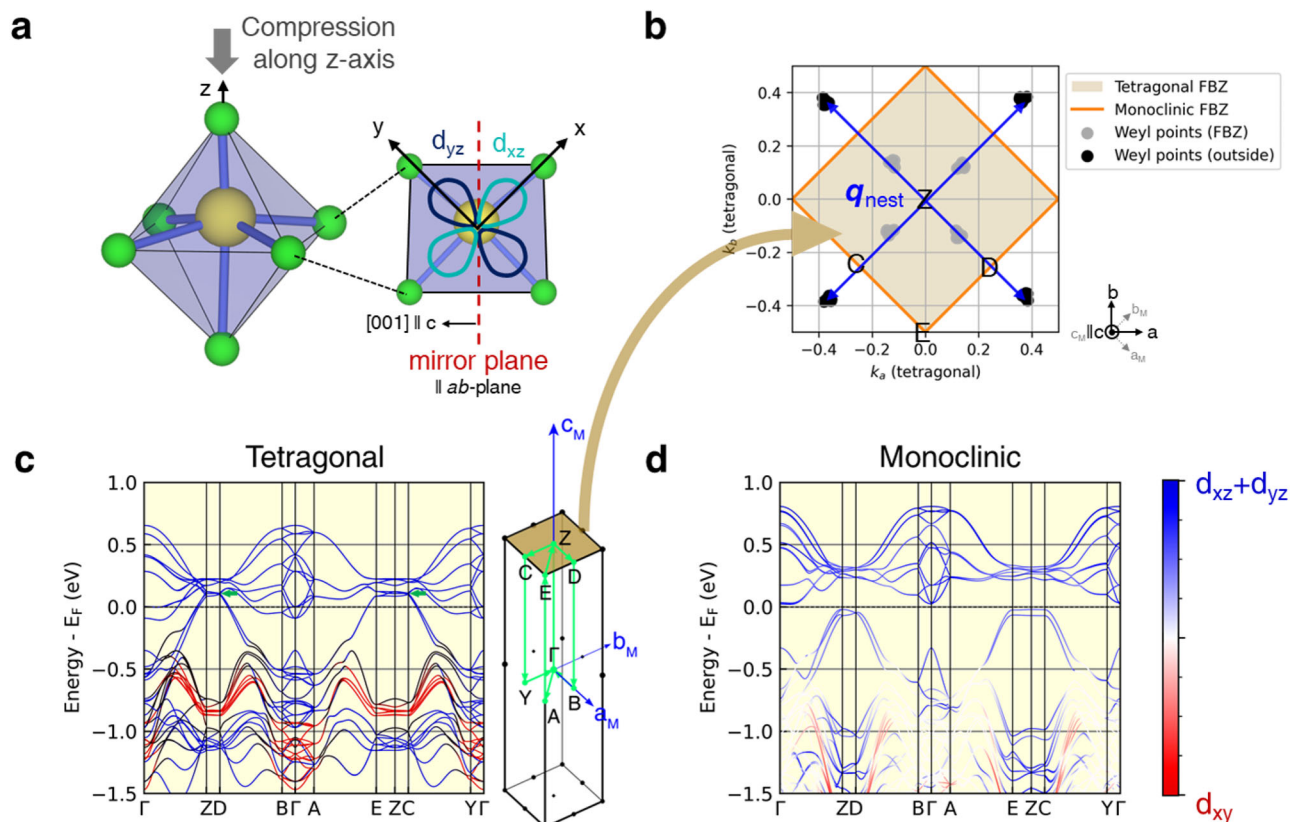 a
Compression
along z-axis
z
y
x
d_yz
d_xz
[001] ∥ c
mirror plane
∥ ab-plane
b
0.4
0.2
0.0
−0.2
−0.4
k_b (tetragonal)
−0.4 −0.2 0.0 0.2 0.4
k_a (tetragonal)
Z
q_nest
C
D
E
Tetragonal FBZ
Monoclinic FBZ
Weyl points (FBZ)
Weyl points (outside)
b
b_M
c_M∥c
a
a_M
c
Tetragonal
1.0
0.5
0.0
−0.5
−1.0
−1.5
Energy - E_F (eV)
Γ ZD BΓ A E ZC YΓ
c_M
Z
C
D
E
Γ
b_M
Y
B
A
a_M
d
Monoclinic
1.0
0.5
0.0
−0.5
−1.0
−1.5
Energy - E_F (eV)
Γ ZD BΓ A E ZC YΓ
d_xz+d_yz
d_xy